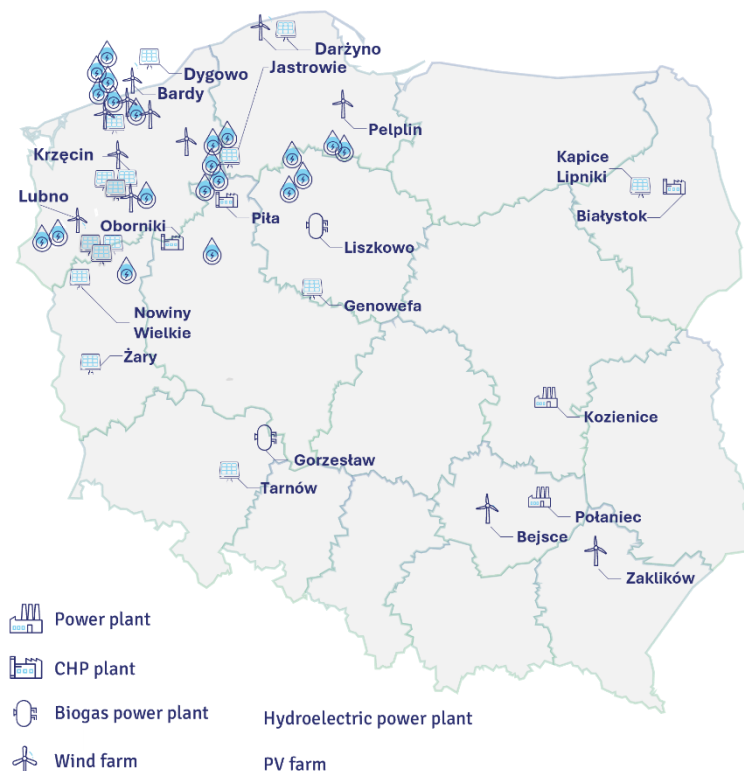 Darżyno
Dygowo
Jastrowie
Bardy
Pelplin
Krzęcin
Kapice
Lipniki
Lubno
Białystok
Oborniki
Piła
Liszkowo
Genowefa
Nowiny
Wielkie
Żary
Kozienice
Gorzesław
Tarnów
Połaniec
Bejsce
Zaklików
Power plant
CHP plant
Biogas power plant
Hydroelectric power plant
Wind farm
PV farm